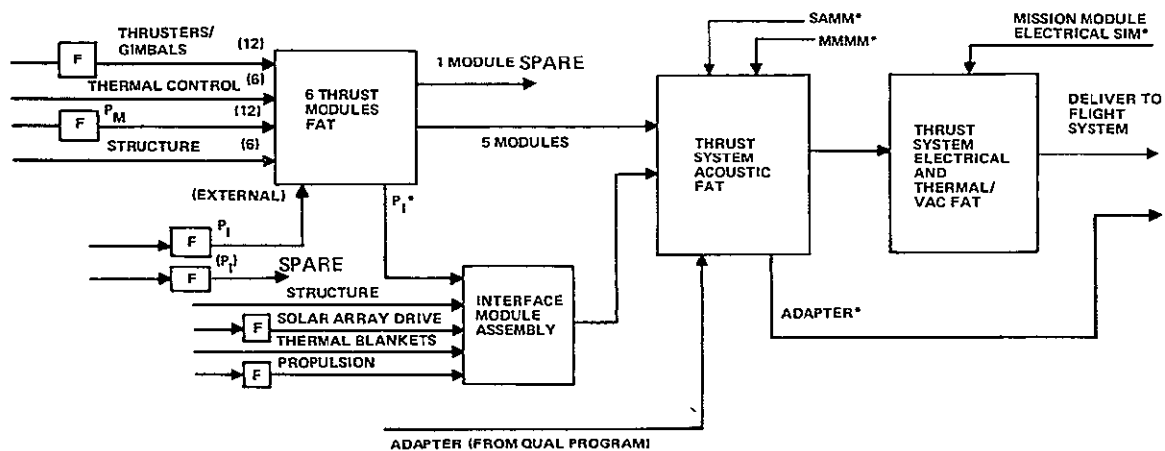 THRUSTERS/
GIMBALS
(12)
F
THERMAL CONTROL (6)
F
P_M
(12)
STRUCTURE
(6)
(EXTERNAL)
6 THRUST
MODULES
FAT
1 MODULE SPARE
5 MODULES
P_I*
F
P_I
F
(P_I)
SPARE
STRUCTURE
F
SOLAR ARRAY DRIVE
THERMAL BLANKETS
F
PROPULSION
INTERFACE
MODULE
ASSEMBLY
ADAPTER (FROM QUAL PROGRAM)
SAMM*
MMMM*
THRUST
SYSTEM
ACOUSTIC
FAT
ADAPTER*
MISSION MODULE
ELECTRICAL SIM*
THRUST
SYSTEM
ELECTRICAL
AND
THERMAL/
VAC FAT
DELIVER TO
FLIGHT
SYSTEM